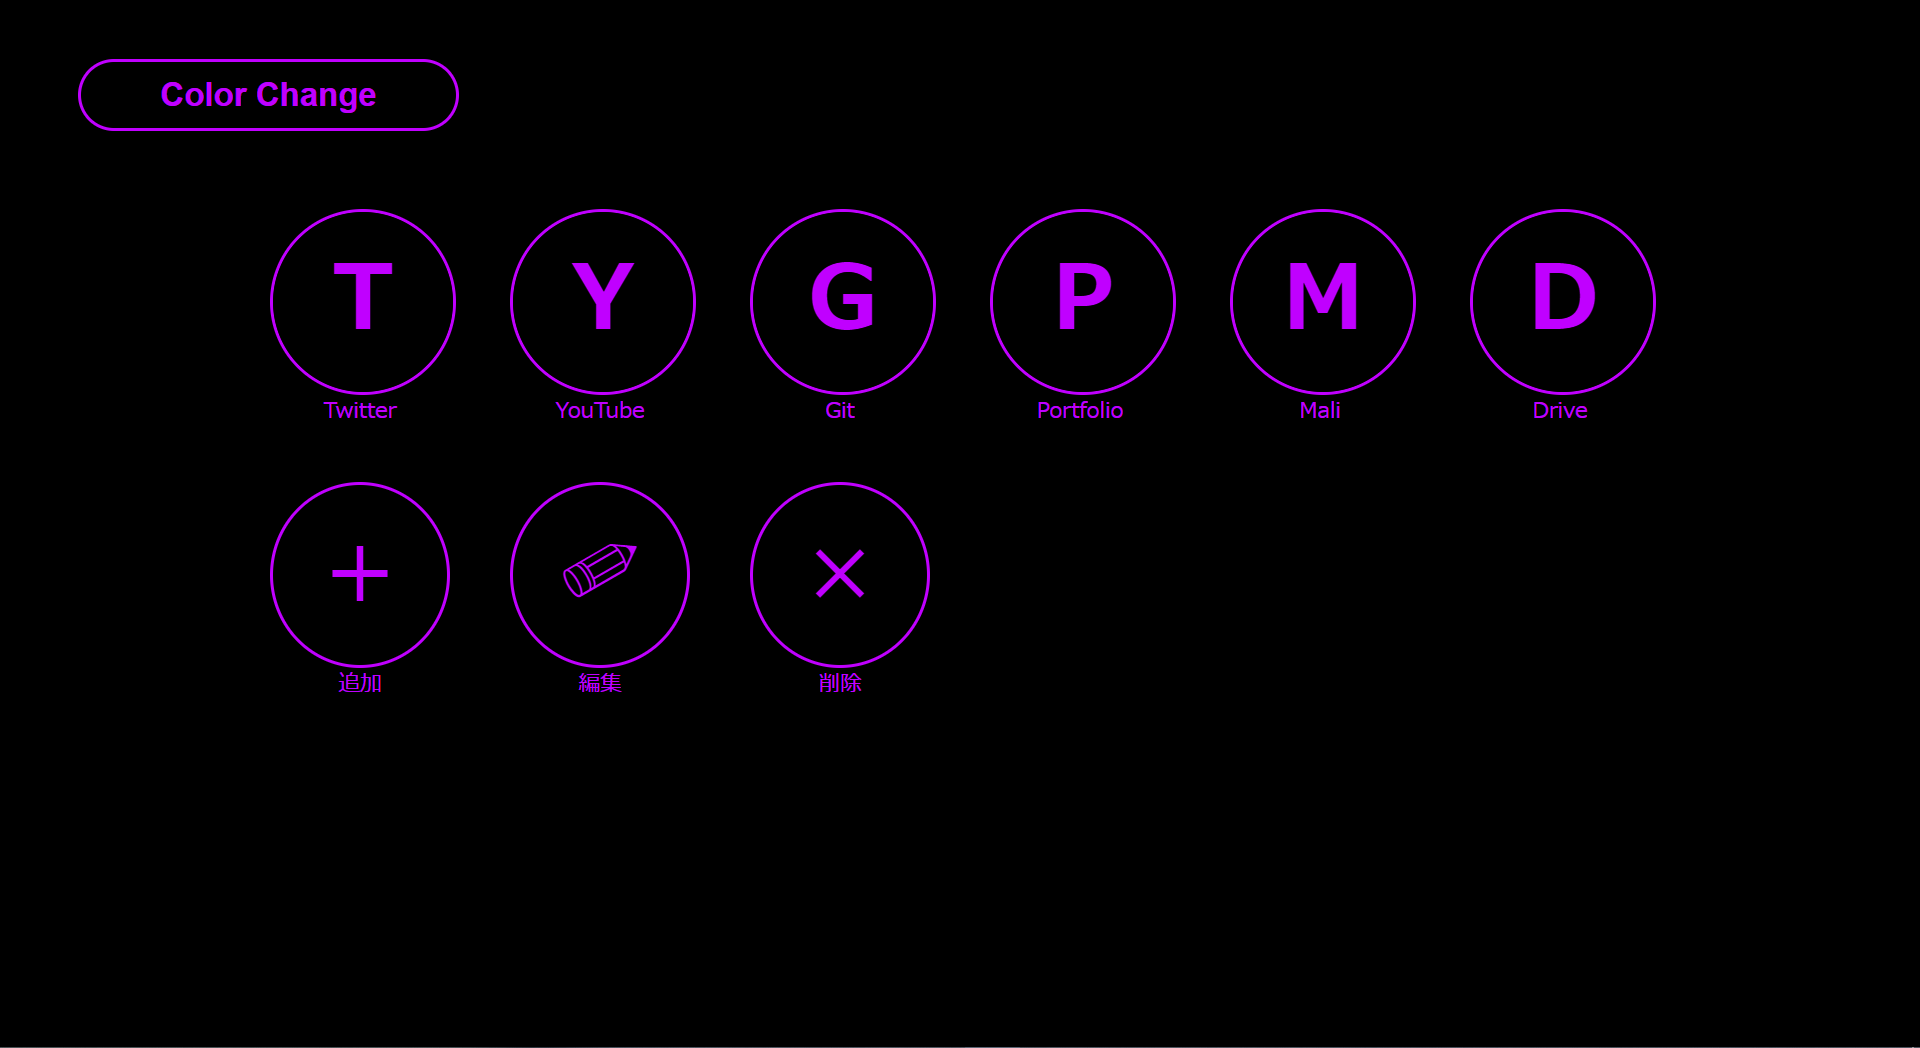 Color Change
T Y G P M D
Twitter YouTube Git Portfolio Mali Drive
+ ×
追加 編集 削除